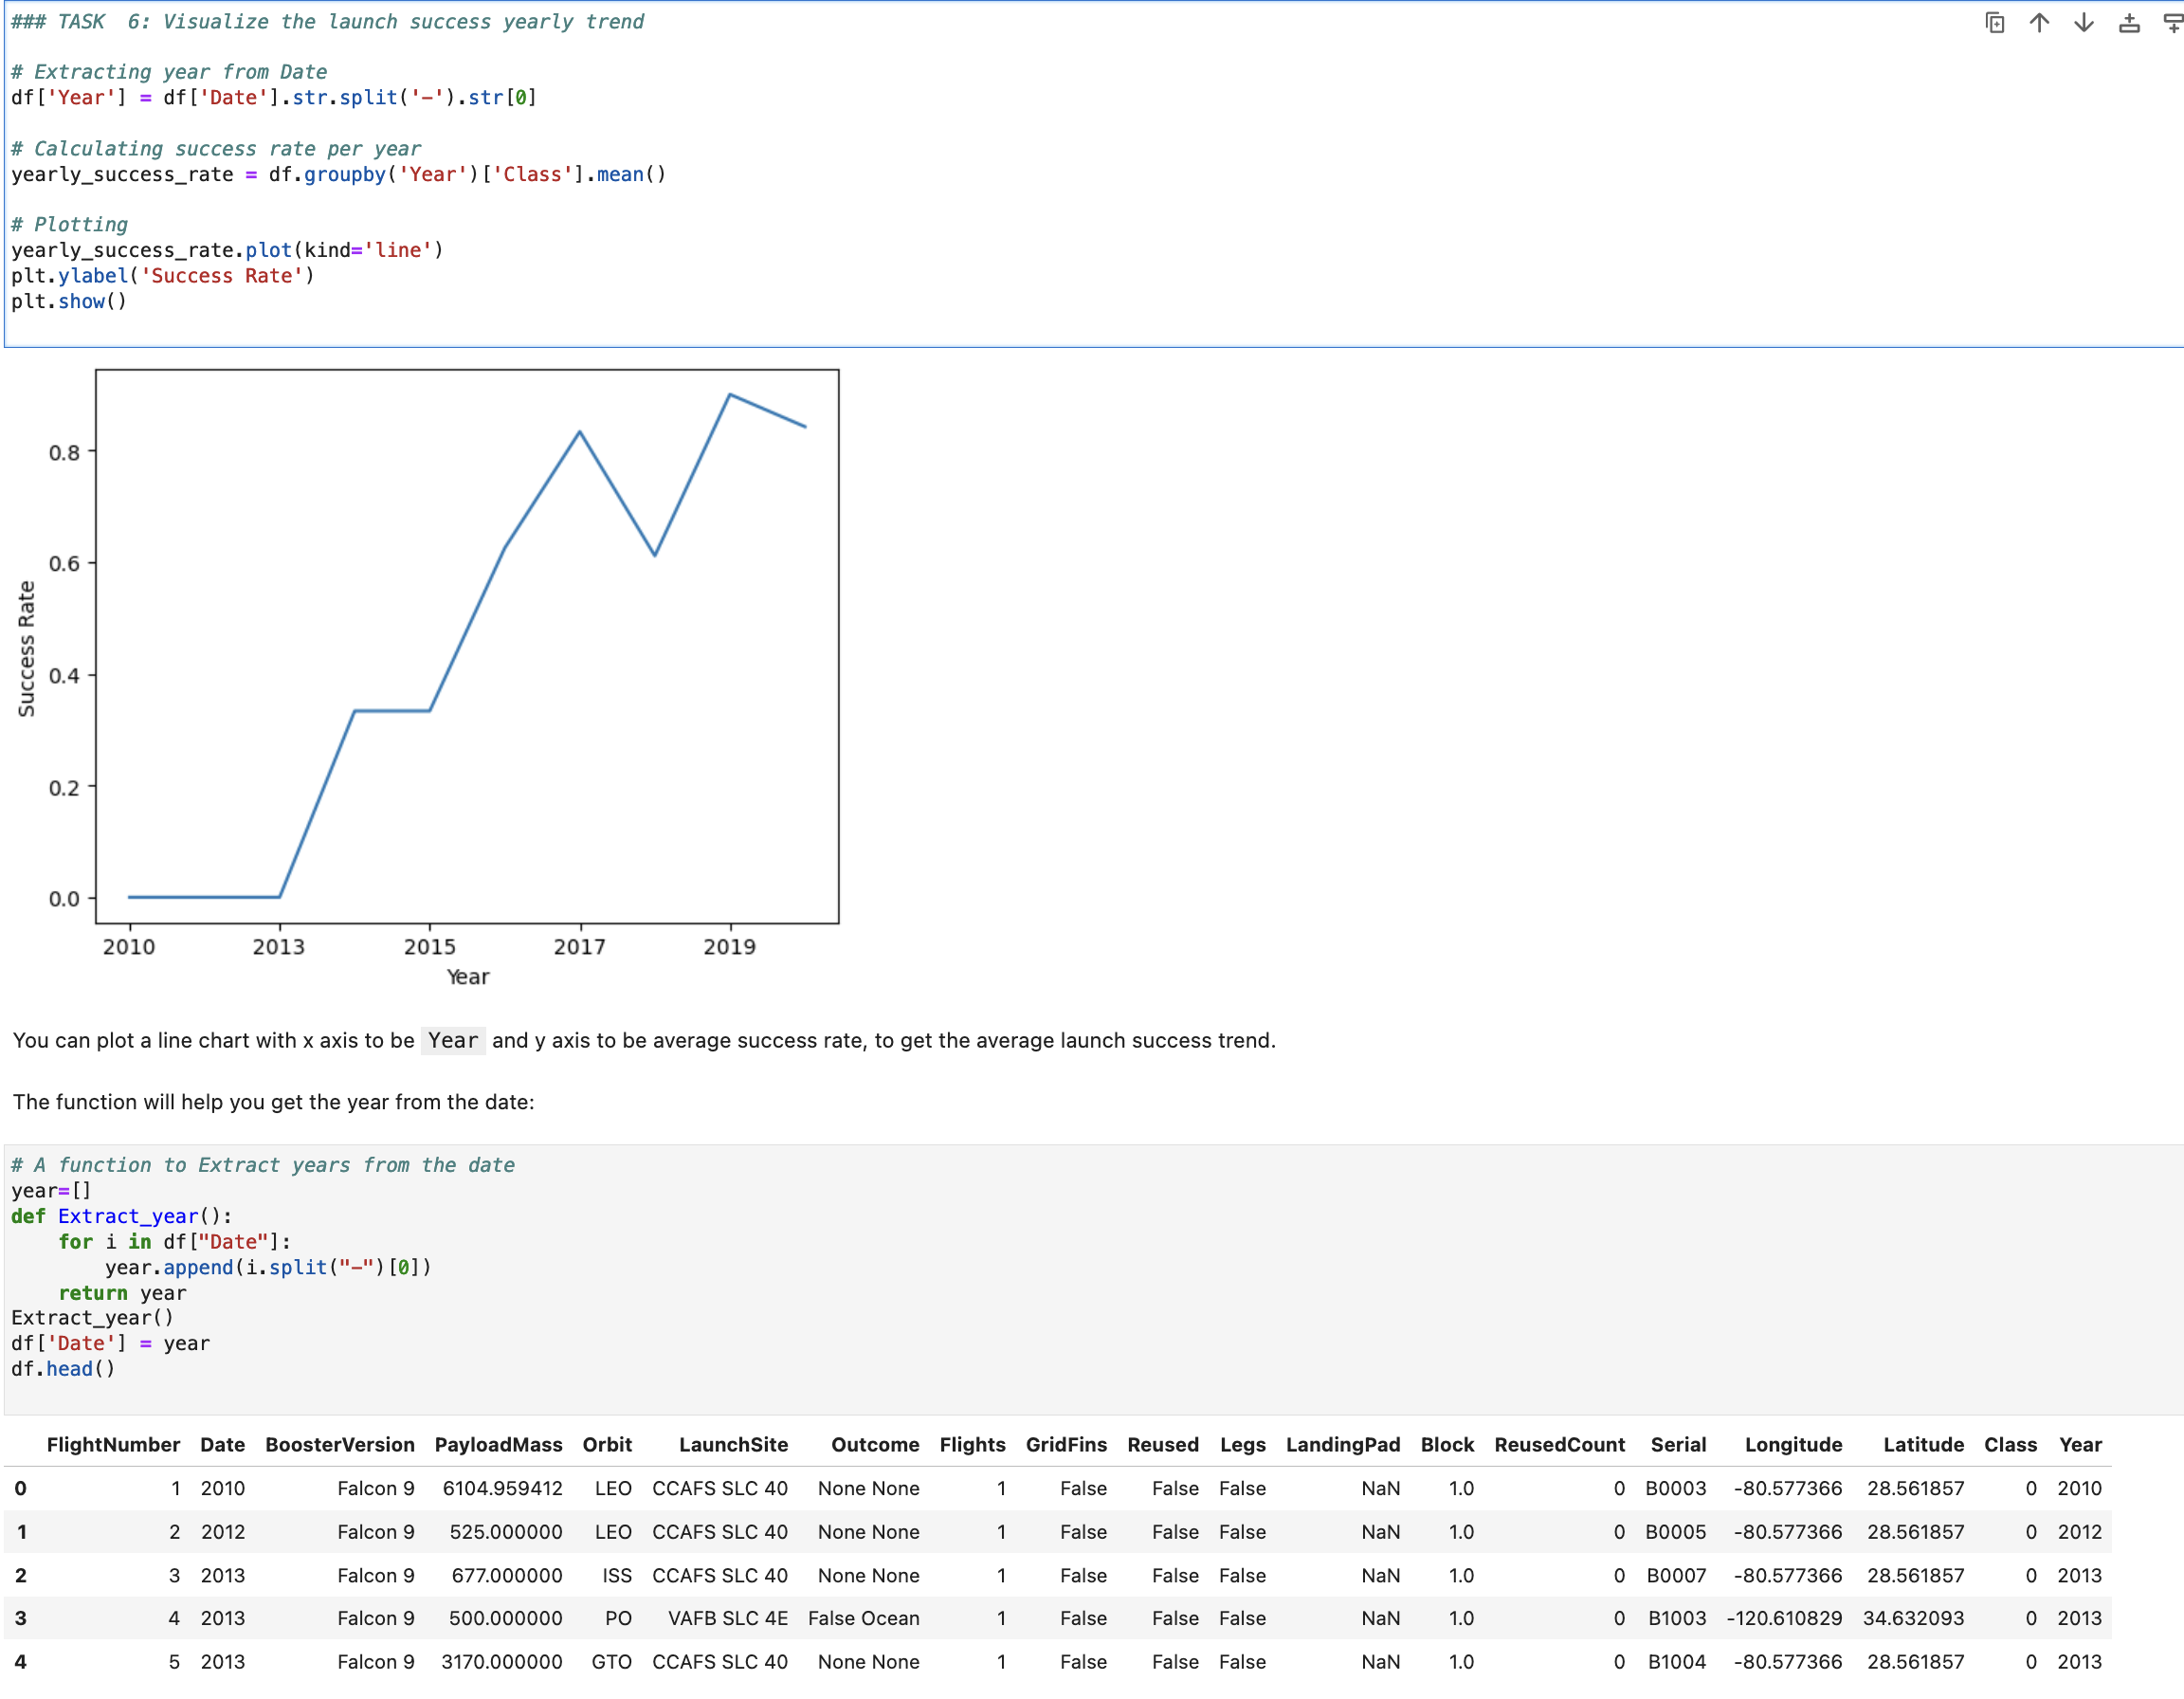 ### TASK  6: Visualize the launch success yearly trend
# Extracting year from Date
df['Year'] = df['Date'].str.split('-').str[0]
# Calculating success rate per year
yearly_success_rate = df.groupby('Year')['Class'].mean()
# Plotting
yearly_success_rate.plot(kind='line')
plt.ylabel('Success Rate')
plt.show()
0.8
0.6
0.4
0.2
0.0
Success Rate
2010 2013 2015 2017 2019
Year
You can plot a line chart with x axis to be Year and y axis to be average success rate, to get the average launch success trend.
The function will help you get the year from the date:
# A function to Extract years from the date
year=[]
def Extract_year():
    for i in df["Date"]:
        year.append(i.split("-")[0])
    return year
Extract_year()
df['Date'] = year
df.head()
FlightNumber Date BoosterVersion PayloadMass Orbit LaunchSite Outcome Flights GridFins Reused Legs LandingPad Block ReusedCount Serial Longitude Latitude Class Year
0 1 2010 Falcon 9 6104.959412 LEO CCAFS SLC 40 None None 1 False False False NaN 1.0 0 B0003 -80.577366 28.561857 0 2010
1 2 2012 Falcon 9 525.000000 LEO CCAFS SLC 40 None None 1 False False False NaN 1.0 0 B0005 -80.577366 28.561857 0 2012
2 3 2013 Falcon 9 677.000000 ISS CCAFS SLC 40 None None 1 False False False NaN 1.0 0 B0007 -80.577366 28.561857 0 2013
3 4 2013 Falcon 9 500.000000 PO VAFB SLC 4E False Ocean 1 False False False NaN 1.0 0 B1003 -120.610829 34.632093 0 2013
4 5 2013 Falcon 9 3170.000000 GTO CCAFS SLC 40 None None 1 False False False NaN 1.0 0 B1004 -80.577366 28.561857 0 2013